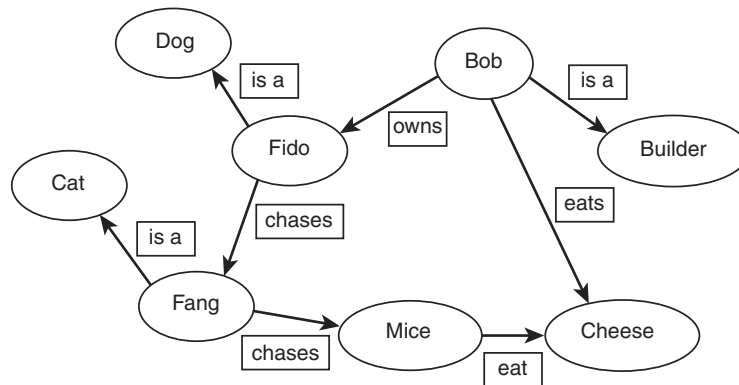 Dog
Bob
is a
is a
owns
Fido
Builder
Cat
eats
chases
is a
Fang
Mice
Cheese
chases
eat